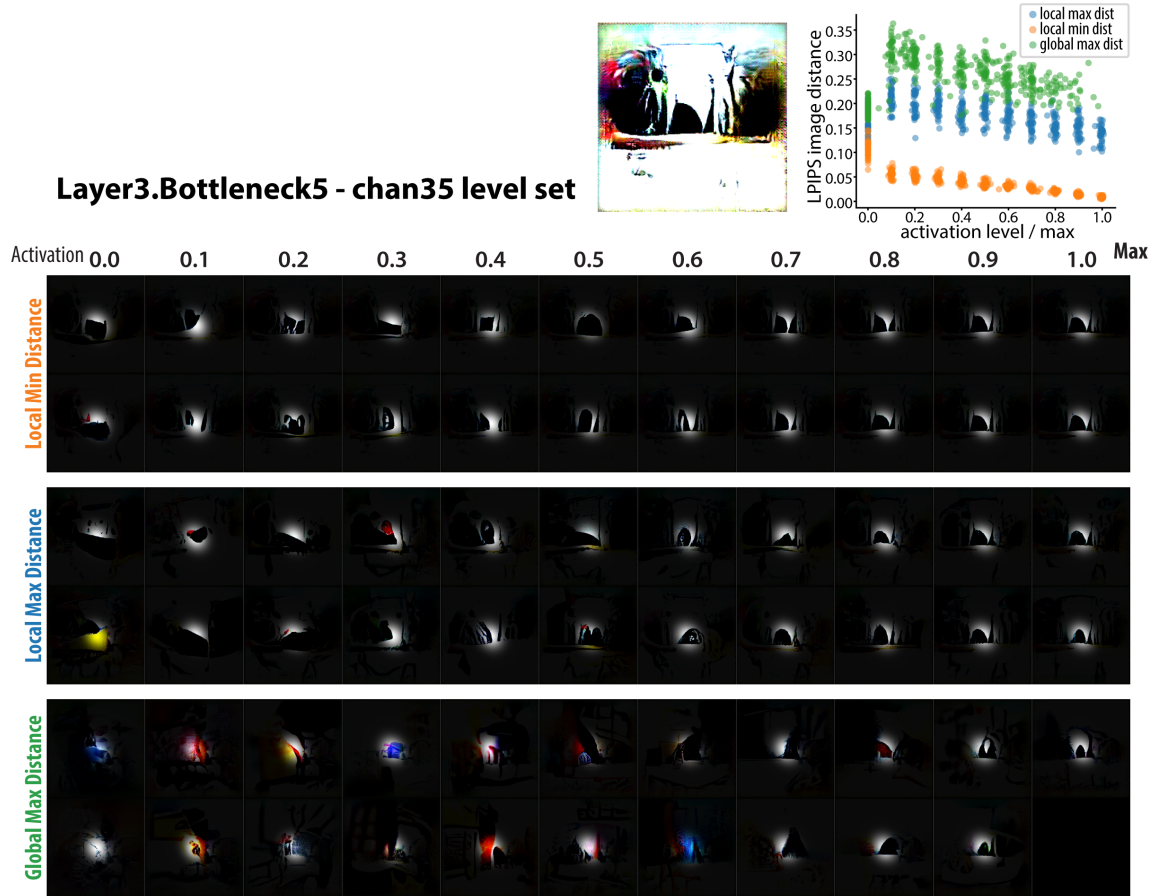 local max dist
local min dist
global max dist
LPIPS image distance
0.35
0.30
0.25
0.20
0.15
0.10
0.05
0.00
0.0 0.2 0.4 0.6 0.8 1.0
activation level / max
Layer3.Bottleneck5 - chan35 level set
Activation 0.0 0.1 0.2 0.3 0.4 0.5 0.6 0.7 0.8 0.9 1.0 Max
Local Min Distance
Local Max Distance
Global Max Distance